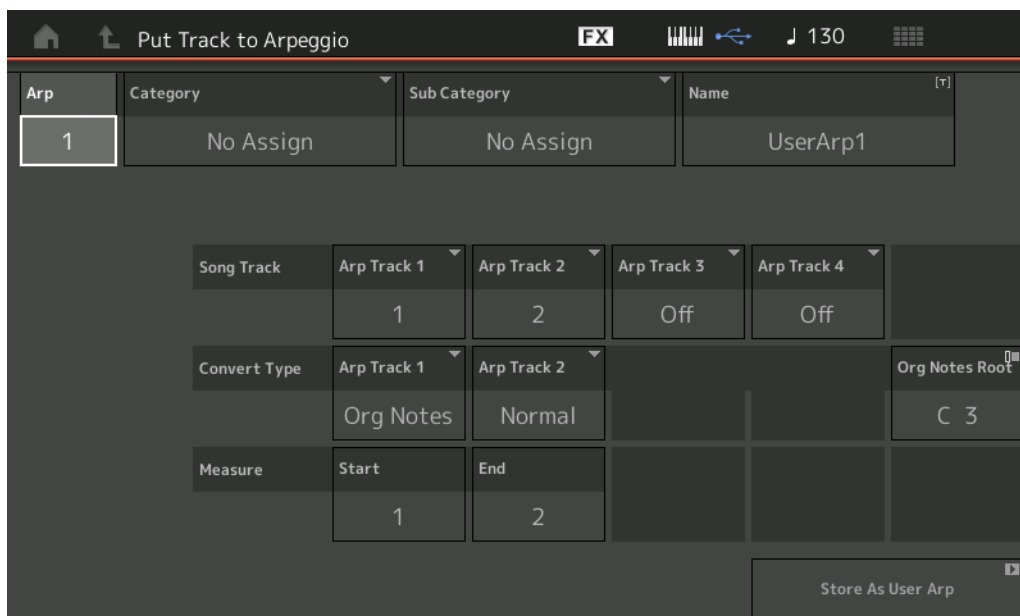 Put Track to Arpeggio FX ♩ 130
Arp Category Sub Category Name [T]
1 No Assign No Assign UserArp1
Song Track Arp Track 1 Arp Track 2 Arp Track 3 Arp Track 4
1 2 Off Off
Convert Type Arp Track 1 Arp Track 2 Org Notes Root
Org Notes Normal C 3
Measure Start End
1 2
Store As User Arp